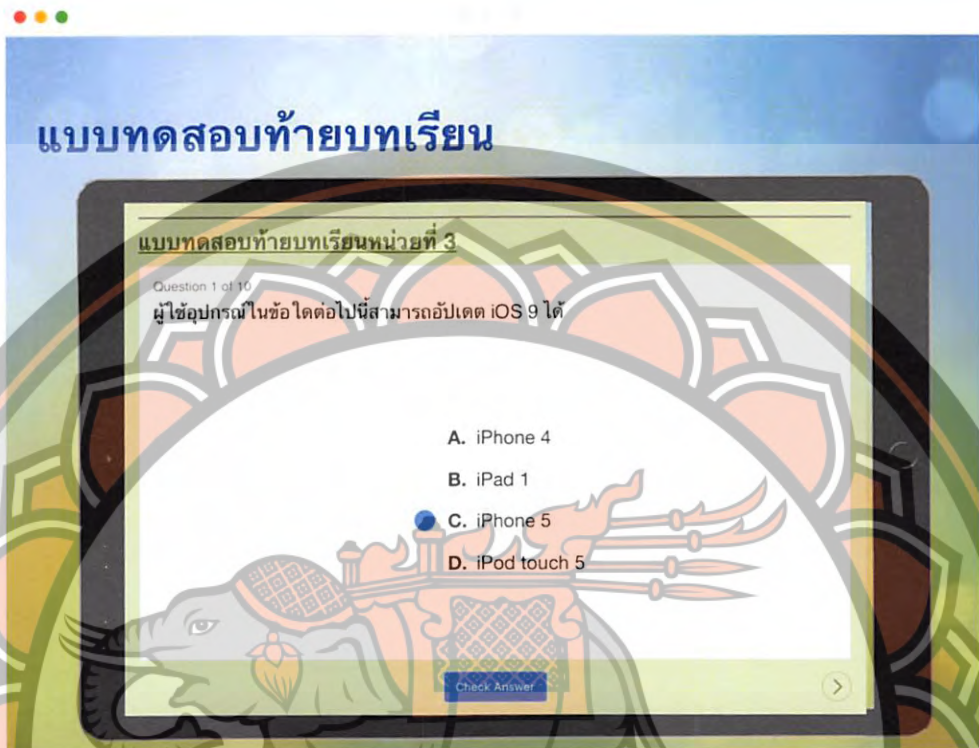 แบบทดสอบท้ายบทเรียน
แบบทดสอบท้ายบทเรียนหน่วยที่ 3
Question 1 of 10
ผู้ใช้อุปกรณ์ในข้อใดต่อไปนี้สามารถอัปเดต iOS 9 ได้
A. iPhone 4
B. iPad 1
C. iPhone 5
D. iPod touch 5
Check Answer